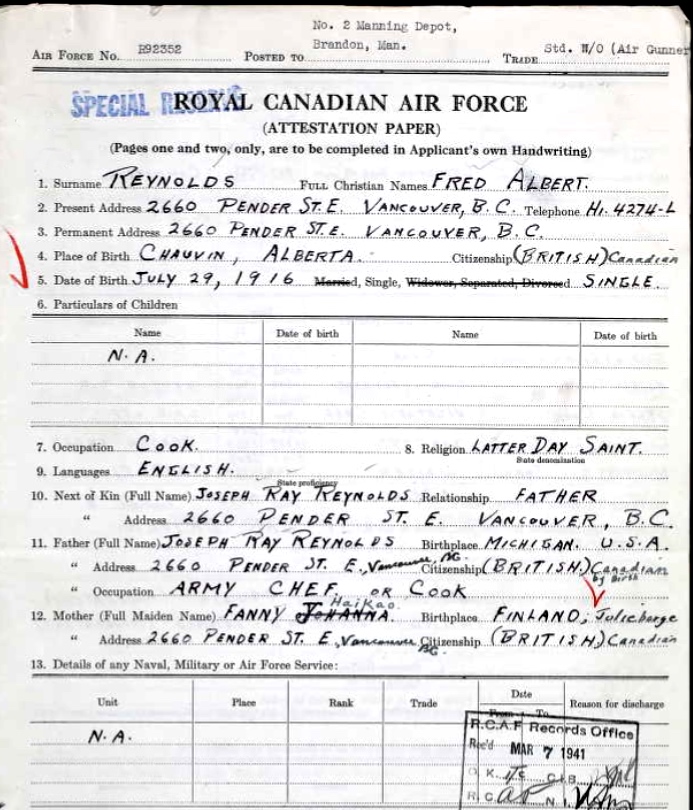 No. 2 Manning Depot,
AIR FORCE NO. R92352 POSTED TO Brandon, Man. TRADE Std. W/O (Air Gunner
SPECIAL RESERVE
ROYAL CANADIAN AIR FORCE
(ATTESTATION PAPER)
(Pages one and two, only, are to be completed in Applicant's own Handwriting)
1. Surname REYNOLDS FULL Christian Names FRED ALBERT.
2. Present Address 2660 PENDER ST. E. VANCOUVER, B.C. Telephone HI. 4274-L
3. Permanent Address 2660 PENDER ST. E. VANCOUVER, B.C.
4. Place of Birth CHAUVIN, ALBERTA. Citizenship (BRITISH) Canadian
5. Date of Birth JULY 29, 1916 Married, Single, Widower, Separated, Divorced. SINGLE.
6. Particulars of Children
Name Date of birth Name Date of birth
N.A.
7. Occupation COOK. 8. Religion LATTER DAY SAINT.
State denomination
9. Languages ENGLISH.
State proficiency
10. Next of Kin (Full Name) JOSEPH RAY REYNOLDS Relationship FATHER
" Address 2660 PENDER ST. E. VANCOUVER, B.C.
11. Father (Full Name) JOSEPH RAY REYNOLDS Birthplace MICHIGAN. U.S.A.
" Address 2660 PENDER ST. E., Vancouver BC. Citizenship (BRITISH) Canadian
by Birth
" Occupation ARMY CHEF OR COOK
12. Mother (Full Maiden Name) FANNY JOHANNA. Haikao Birthplace FINLAND,
" Address 2660 PENDER ST. E., Vancouver BC. Citizenship (BRITISH) Canadian
13. Details of any Naval, Military or Air Force Service:
Unit Place Rank Trade Date Reason for discharge
From To
N.A.
R.C.A.F Records Office
Rec'd MAR 7 1941
O.K. C.I.B.
R.C. N.